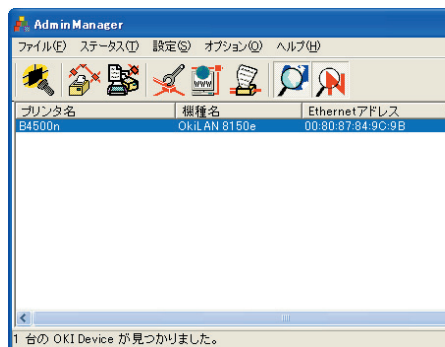 AdminManager
ファイル(F) ステータス(T) 設定(S) オプション(O) ヘルプ(H)
WWW
プリンタ名 機種名 Ethernetアドレス
B4500n OkiLAN 8150e 00:80:87:84:9C:9B
1 台の OKI Device が見つかりました。